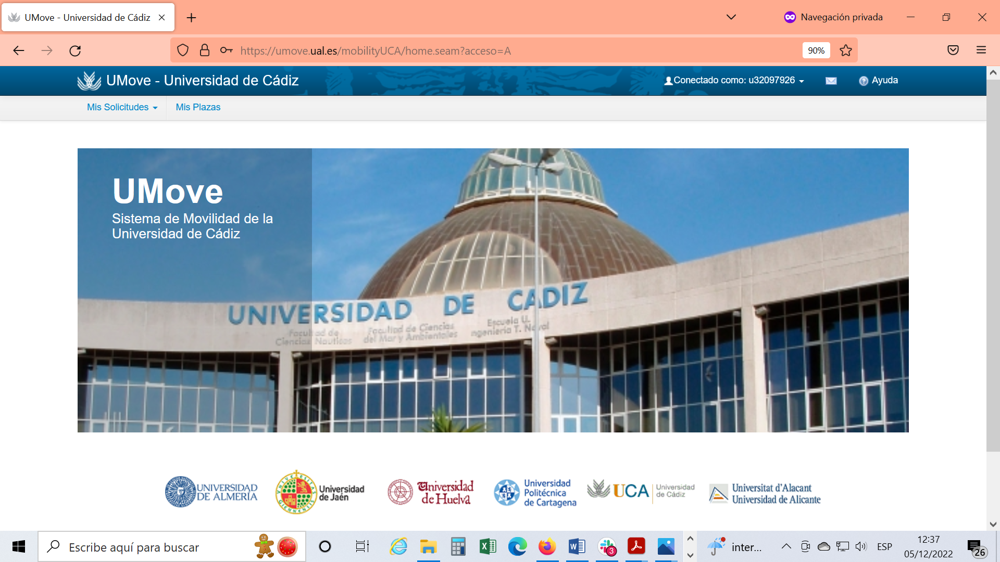 UMove - Universidad de Cádiz
Navegación privada
https://umove.ual.es/mobilityUCA/home.seam?acceso=A
90%
UMove - Universidad de Cádiz
Conectado como: u32097926
Ayuda
Mis Solicitudes
Mis Plazas
UMove
Sistema de Movilidad de la
Universidad de Cádiz
UNIVERSIDAD DE CADIZ
Facultad de
Ciencias Nauticas
Facultad de Ciencias
del Mar y Ambientales
Escuela U.
ngeniería T. Naval
UNIVERSIDAD
DE ALMERÍA
Universidad
de Jaén
Universidad
de Huelva
Universidad
Politécnica
de Cartagena
UCA
Universidad
de Cádiz
Universitat d'Alacant
Universidad de Alicante
Escribe aquí para buscar
3
inter...
ESP
12:37
05/12/2022
26